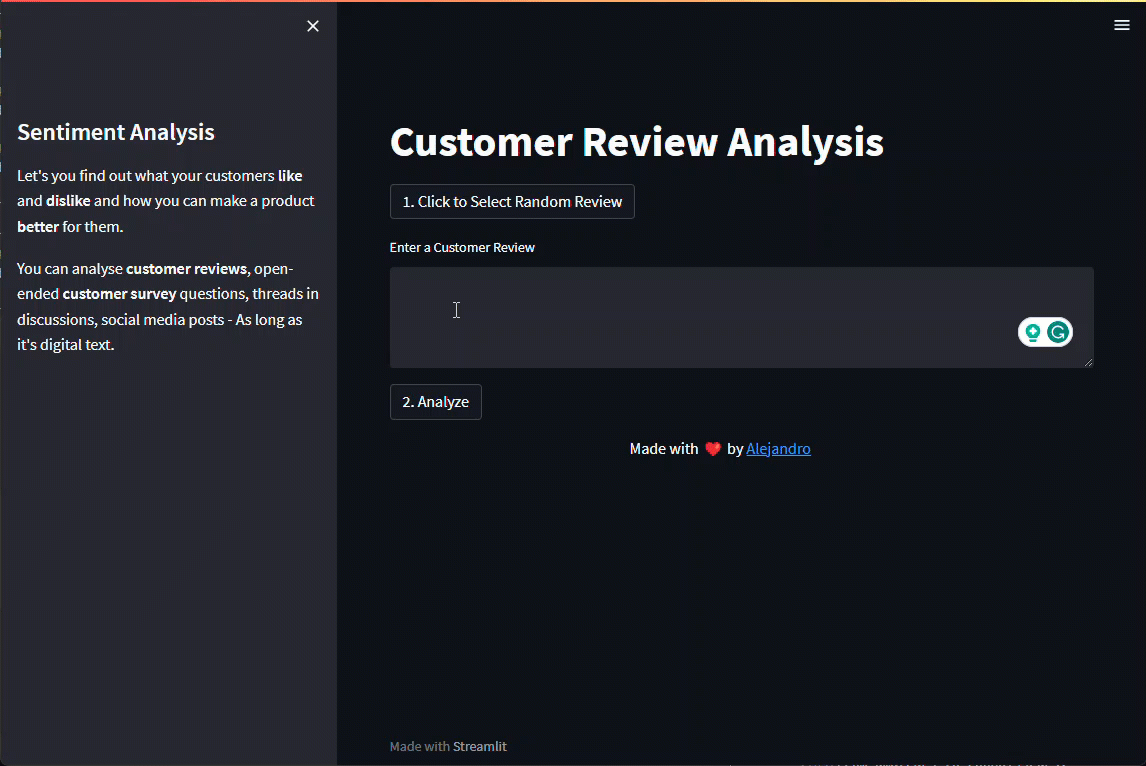 Sentiment Analysis
Let's you find out what your customers like
and dislike and how you can make a product
better for them.
You can analyse customer reviews, open-
ended customer survey questions, threads in
discussions, social media posts - As long as
it's digital text.
Customer Review Analysis
1. Click to Select Random Review
Enter a Customer Review
2. Analyze
Made with ❤️ by Alejandro
Made with Streamlit